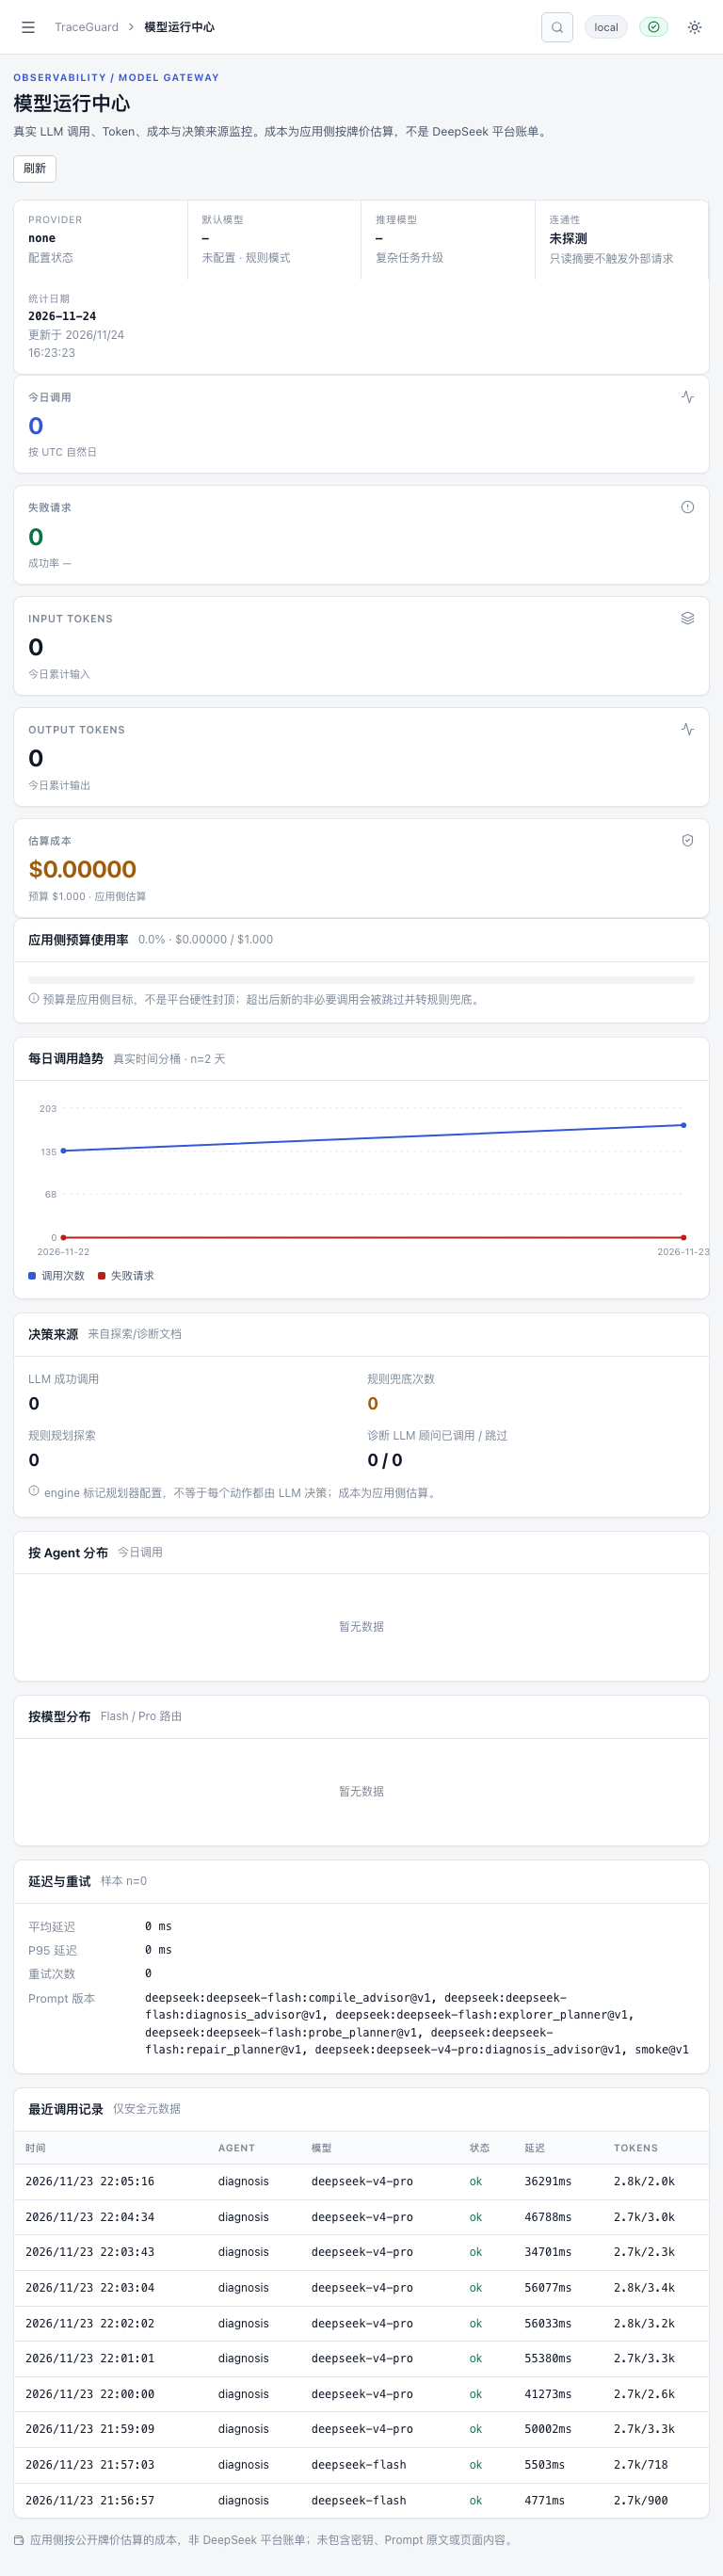 TraceGuard > 模型运行中心
local
OBSERVABILITY / MODEL GATEWAY
模型运行中心
真实 LLM 调用、Token、成本与决策来源监控。成本为应用侧按牌价估算，不是 DeepSeek 平台账单。
刷新
PROVIDER
none
配置状态
默认模型
—
未配置 · 规则模式
推理模型
—
复杂任务升级
连通性
未探测
只读摘要不触发外部请求
统计日期
2026-11-24
更新于 2026/11/24
16:23:23
今日调用
0
按 UTC 自然日
失败请求
0
成功率 —
INPUT TOKENS
0
今日累计输入
OUTPUT TOKENS
0
今日累计输出
估算成本
$0.00000
预算 $1.000 · 应用侧估算
应用侧预算使用率 0.0% · $0.00000 / $1.000
预算是应用侧目标，不是平台硬性封顶；超出后新的非必要调用会被跳过并转规则兜底。
每日调用趋势 真实时间分桶 · n=2 天
203
135
68
0
2026-11-22 2026-11-23
调用次数 失败请求
决策来源 来自探索/诊断文档
LLM 成功调用
0
规则兜底次数
0
规则规划探索
0
诊断 LLM 顾问已调用 / 跳过
0 / 0
engine 标记规划器配置，不等于每个动作都由 LLM 决策；成本为应用侧估算。
按 Agent 分布 今日调用
暂无数据
按模型分布 Flash / Pro 路由
暂无数据
延迟与重试 样本 n=0
平均延迟 0 ms
P95 延迟 0 ms
重试次数 0
Prompt 版本 deepseek:deepseek-flash:compile_advisor@v1, deepseek:deepseek-
flash:diagnosis_advisor@v1, deepseek:deepseek-flash:explorer_planner@v1,
deepseek:deepseek-flash:probe_planner@v1, deepseek:deepseek-
flash:repair_planner@v1, deepseek:deepseek-v4-pro:diagnosis_advisor@v1, smoke@v1
最近调用记录 仅安全元数据
时间 AGENT 模型 状态 延迟 TOKENS
2026/11/23 22:05:16 diagnosis deepseek-v4-pro ok 36291ms 2.8k/2.0k
2026/11/23 22:04:34 diagnosis deepseek-v4-pro ok 46788ms 2.7k/3.0k
2026/11/23 22:03:43 diagnosis deepseek-v4-pro ok 34701ms 2.7k/2.3k
2026/11/23 22:03:04 diagnosis deepseek-v4-pro ok 56077ms 2.8k/3.4k
2026/11/23 22:02:02 diagnosis deepseek-v4-pro ok 56033ms 2.8k/3.2k
2026/11/23 22:01:01 diagnosis deepseek-v4-pro ok 55380ms 2.7k/3.3k
2026/11/23 22:00:00 diagnosis deepseek-v4-pro ok 41273ms 2.7k/2.6k
2026/11/23 21:59:09 diagnosis deepseek-v4-pro ok 50002ms 2.7k/3.3k
2026/11/23 21:57:03 diagnosis deepseek-flash ok 5503ms 2.7k/718
2026/11/23 21:56:57 diagnosis deepseek-flash ok 4771ms 2.7k/900
应用侧按公开牌价估算的成本，非 DeepSeek 平台账单；未包含密钥、Prompt 原文或页面内容。